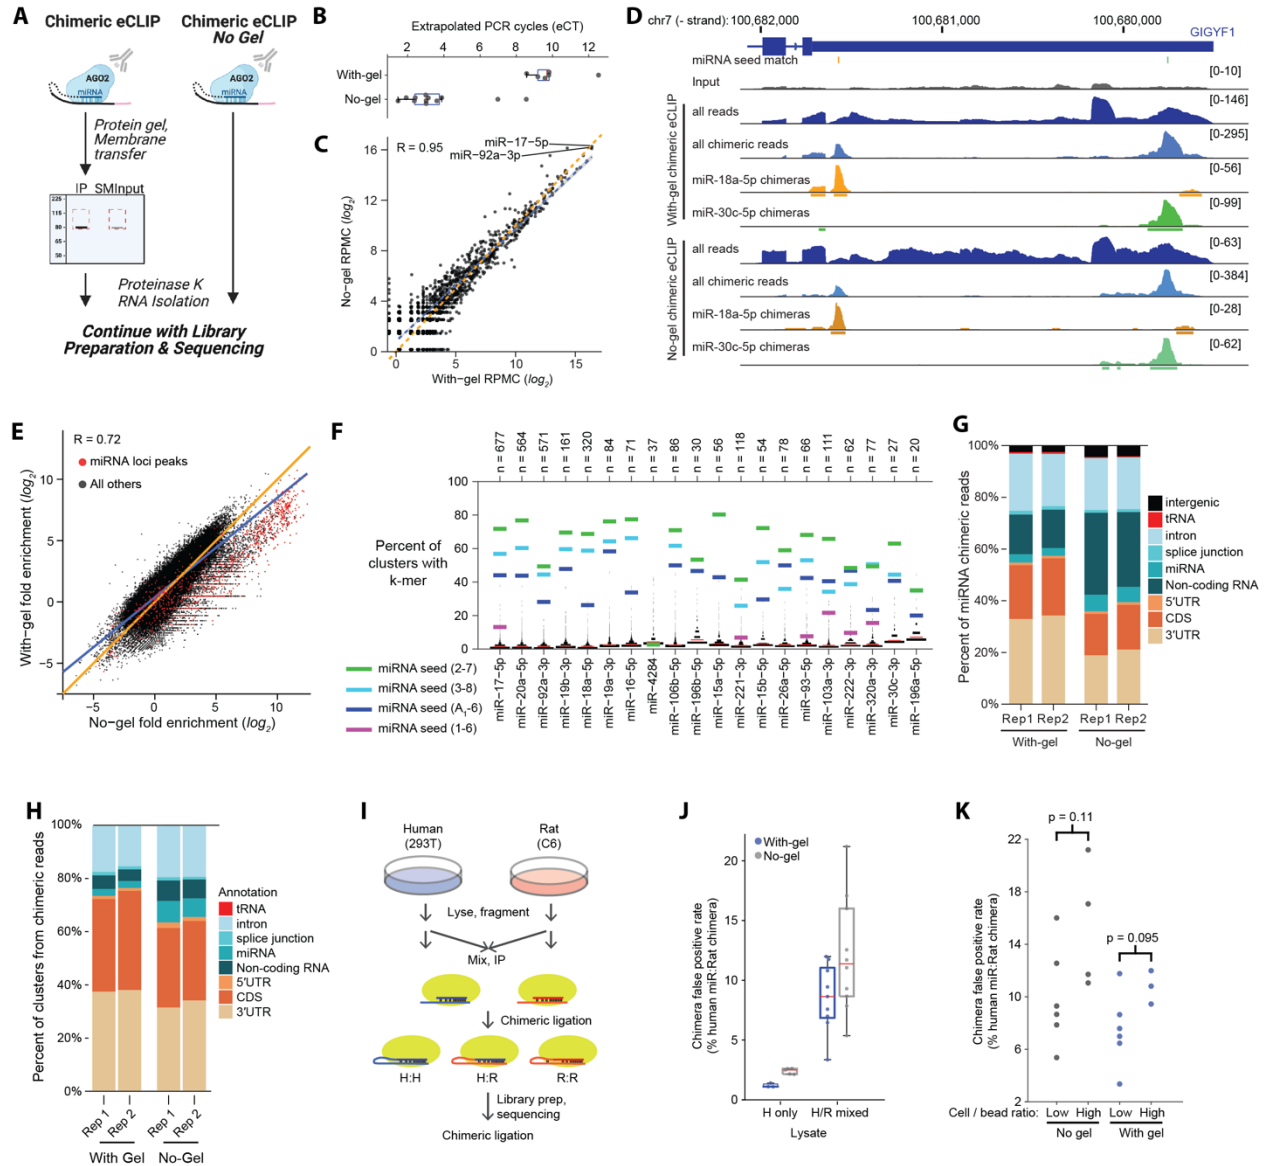 A
Chimeric eCLIP
Chimeric eCLIP
No Gel
AGO2
miRNA
AGO2
miRNA
Protein gel,
Membrane
transfer
IP SMInput
225
115
80
65
50
Proteinase K
RNA Isolation
Continue with Library
Preparation & Sequencing
B
Extrapolated PCR cycles (eCT)
2 4 6 8 10 12
With-gel
No-gel
C
R = 0.95
miR−17−5p
miR−92a−3p
16
12
8
4
0
No-gel RPMC (log2)
0 5 10 15
With−gel RPMC (log2)
D
chr7 (- strand):
100,682,000 100,681,000 100,680,000
GIGYF1
miRNA seed match
Input
[0-10]
With-gel chimeric eCLIP
all reads
[0-146]
all chimeric reads
[0-295]
miR-18a-5p chimeras
[0-56]
miR-30c-5p chimeras
[0-99]
No-gel chimeric eCLIP
all reads
[0-63]
all chimeric reads
[0-384]
miR-18a-5p chimeras
[0-28]
miR-30c-5p chimeras
[0-62]
E
R = 0.72
miRNA loci peaks
All others
With-gel fold enrichment (log2)
10
5
0
−5
−5 0 5 10
No-gel fold enrichment (log2)
F
n = 677
n = 564
n = 571
n = 161
n = 320
n = 84
n = 71
n = 37
n = 86
n = 30
n = 56
n = 118
n = 54
n = 78
n = 66
n = 111
n = 62
n = 77
n = 27
n = 20
Percent of
clusters with
k-mer
100
80
60
40
20
0
miRNA seed (2-7)
miRNA seed (3-8)
miRNA seed (A1-6)
miRNA seed (1-6)
miR−17−5p
miR−20a−5p
miR−92a−3p
miR−19b−3p
miR−18a−5p
miR−19a−3p
miR−16−5p
miR−4284
miR−106b−5p
miR−196b−5p
miR−15a−5p
miR−221−3p
miR−15b−5p
miR−26a−5p
miR−93−5p
miR−103a−3p
miR−222−3p
miR−320a−3p
miR−30c−3p
miR−196a−5p
G
Percent of miRNA chimeric reads
100%
80%
60%
40%
20%
0%
Rep1 Rep2 Rep1 Rep2
With-gel No-gel
intergenic
tRNA
intron
splice junction
miRNA
Non-coding RNA
5'UTR
CDS
3'UTR
H
Percent of clusters from chimeric reads
100%
80%
60%
40%
20%
0%
Rep 1 Rep 2 Rep 1 Rep 2
With Gel No-Gel
Annotation
tRNA
intron
splice junction
miRNA
Non-coding RNA
5'UTR
CDS
3'UTR
I
Human
(293T)
Rat
(C6)
Lyse, fragment
Mix, IP
Chimeric ligation
H:H H:R R:R
Library prep,
sequencing
Chimeric ligation
J
With-gel
No-gel
Chimera false positive rate
(% human miR:Rat chimera)
20
15
10
5
0
H only H/R mixed
Lysate
K
p = 0.11
p = 0.095
Chimera false positive rate
(% human miR:Rat chimera)
22
18
14
10
6
2
Cell / bead ratio: Low High Low High
No gel With gel